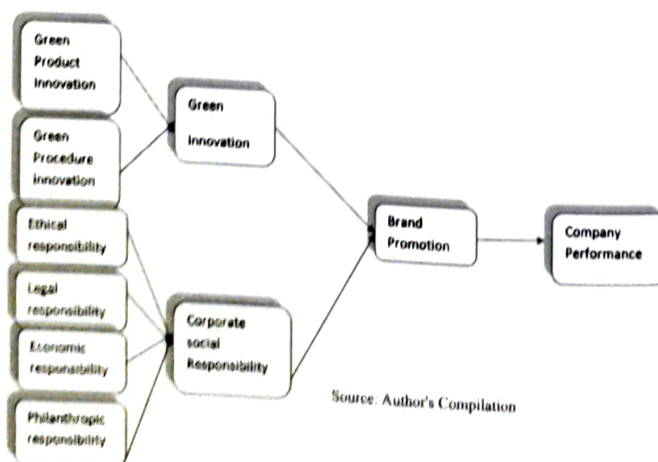 Green
Product
Innovation
Green
Procedure
Innovation
Ethical
responsibility
Legal
responsibility
Economic
responsibility
Philanthropic
responsibility
Green
Innovation
Corporate
social
Responsibility
Brand
Promotion
Company
Performance
Source: Author's Compilation